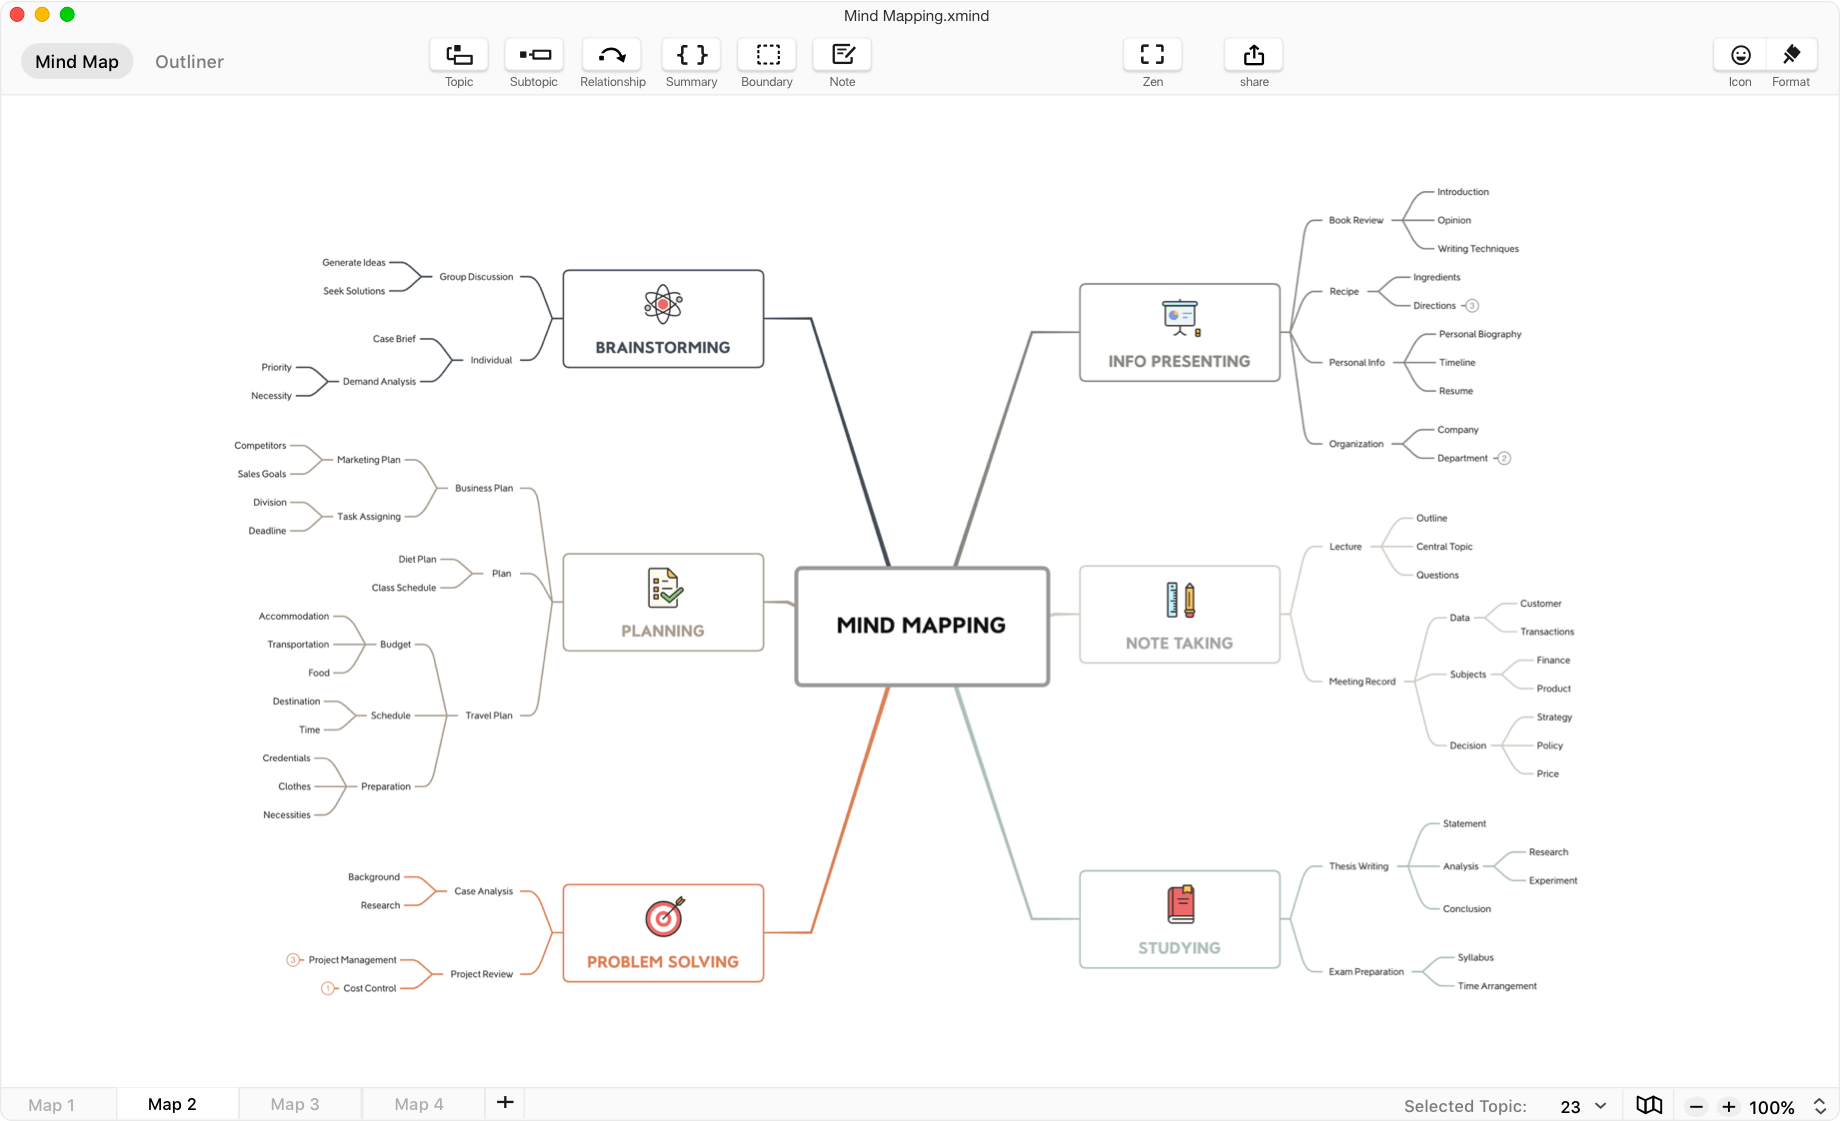 Mind Mapping.xmind
Mind Map
Outliner
Topic
Subtopic
Relationship
Summary
Boundary
Note
Zen
share
Icon
Format
BRAINSTORMING
Group Discussion
Generate Ideas
Seek Solutions
Individual
Case Brief
Demand Analysis
Priority
Necessity
PLANNING
Business Plan
Marketing Plan
Competitors
Sales Goals
Task Assigning
Division
Deadline
Plan
Diet Plan
Class Schedule
Travel Plan
Budget
Accommodation
Transportation
Food
Schedule
Destination
Time
Preparation
Credentials
Clothes
Necessities
PROBLEM SOLVING
Case Analysis
Background
Research
Project Review
Project Management
3
Cost Control
1
MIND MAPPING
INFO PRESENTING
Book Review
Introduction
Opinion
Writing Techniques
Recipe
Ingredients
Directions
3
Personal Info
Personal Biography
Timeline
Resume
Organization
Company
Department
2
NOTE TAKING
Lecture
Outline
Central Topic
Questions
Meeting Record
Data
Customer
Transactions
Subjects
Finance
Product
Decision
Strategy
Policy
Price
STUDYING
Thesis Writing
Statement
Analysis
Research
Experiment
Conclusion
Exam Preparation
Syllabus
Time Arrangement
Map 1
Map 2
Map 3
Map 4
Selected Topic:
23
100%